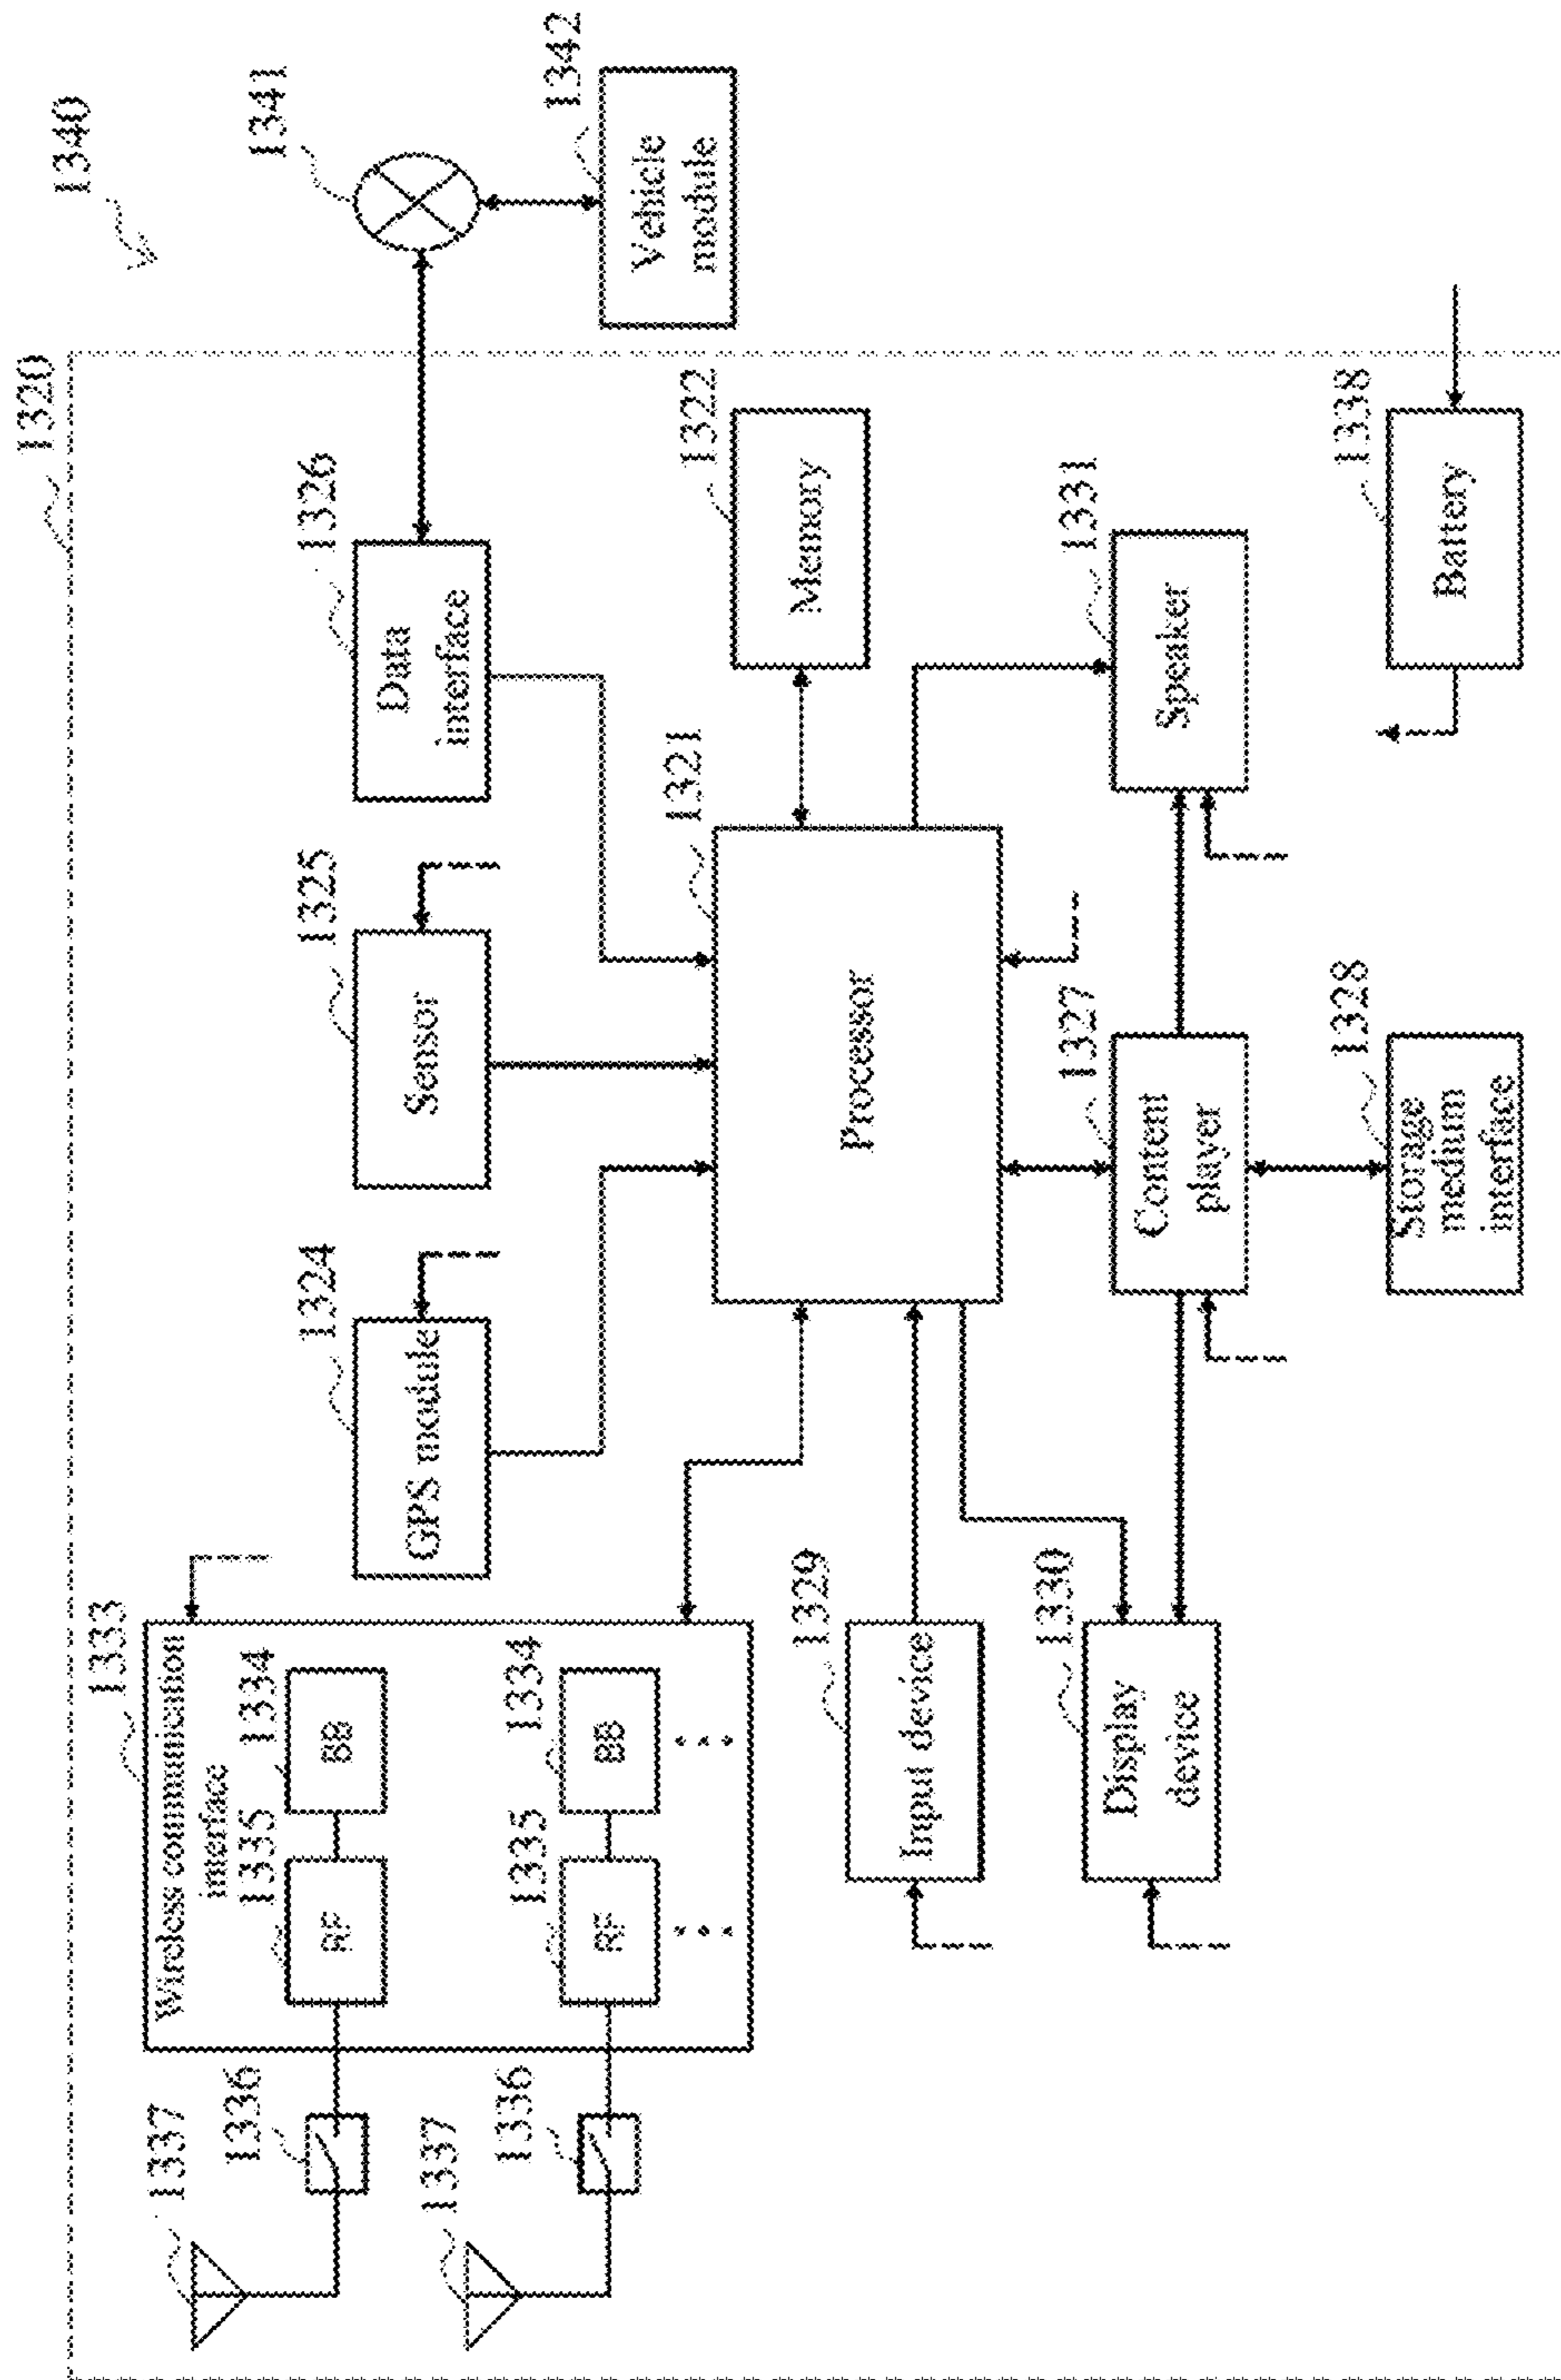 1320
1340
1333
Wireless communication
interface
1337
1336
1335
RF
1334
BB
1337
1336
1335
RF
1334
BB
1324
GPS module
1325
Sensor
1326
Data
interface
1341
1342
Vehicle
module
1321
Processor
1322
Memory
1329
Input device
1330
Display
device
1327
Content
player
1331
Speaker
1328
Storage
medium
interface
1338
Battery